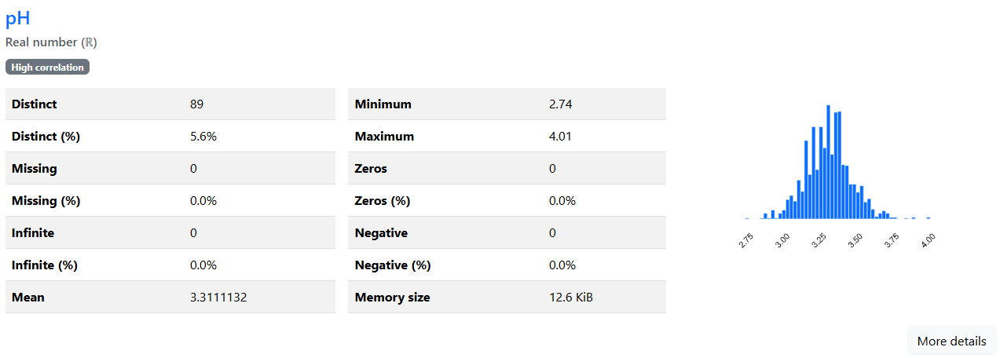 pH
Real number (ℝ)
High correlation
Distinct 89
Distinct (%) 5.6%
Missing 0
Missing (%) 0.0%
Infinite 0
Infinite (%) 0.0%
Mean 3.3111132
Minimum 2.74
Maximum 4.01
Zeros 0
Zeros (%) 0.0%
Negative 0
Negative (%) 0.0%
Memory size 12.6 KiB
2.75 3.00 3.25 3.50 3.75 4.00
More details